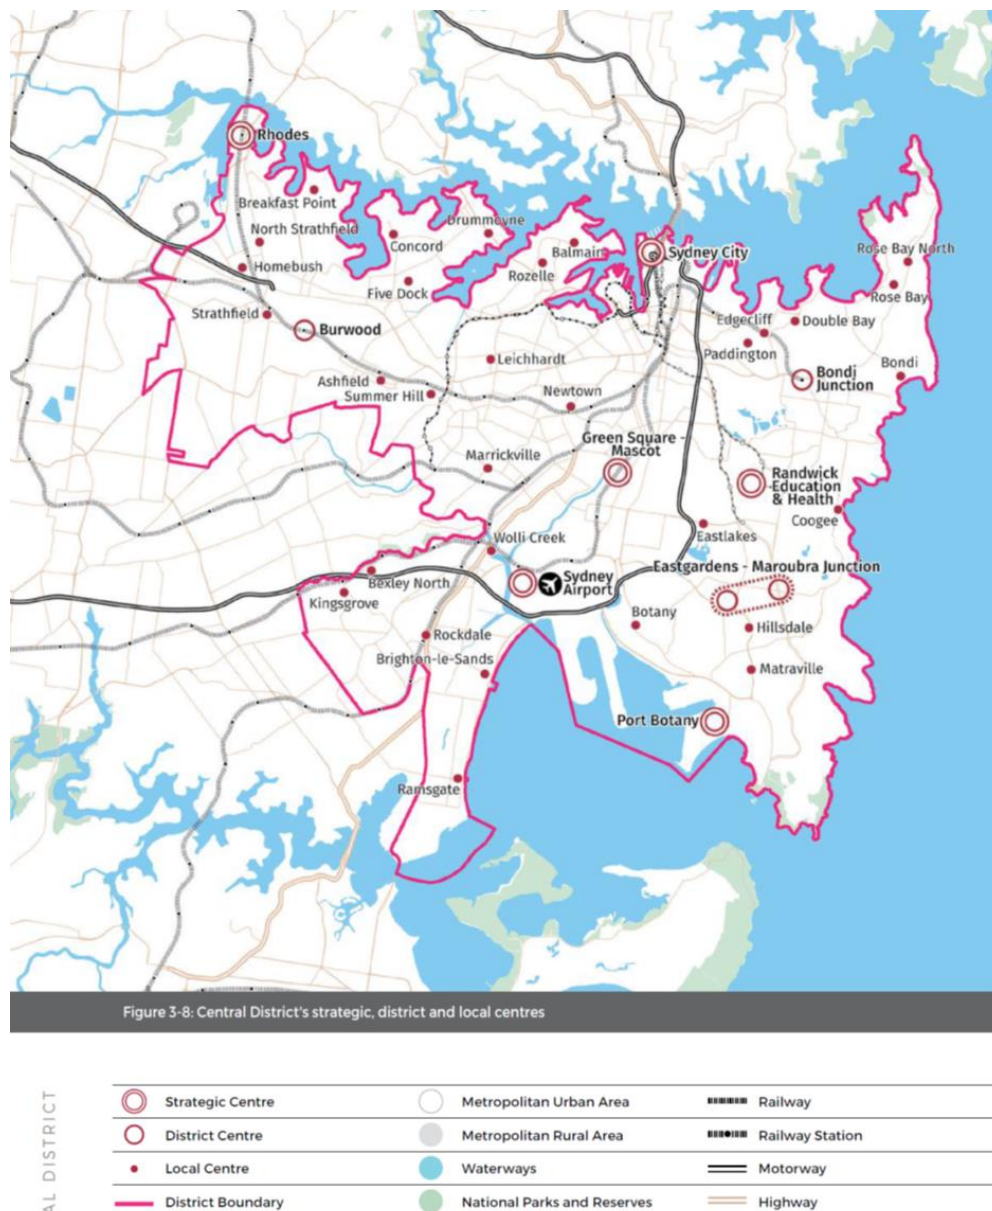 Rhodes
Breakfast Point
Drummoyne
North Strathfield
Concord
Balmain
Sydney City
Rose Bay North
Homebush
Rozelle
Five Dock
Rose Bay
Strathfield
Burwood
Edgecliff
Double Bay
Paddington
Leichhardt
Bondi
Junction
Bondi
Ashfield
Summer Hill
Newtown
Green Square -
Mascot
Marrickville
Randwick
Education
& Health
Coogee
Wolli Creek
Eastlakes
Bexley North
Sydney
Airport
Eastgardens - Maroubra Junction
Kingsgrove
Botany
Rockdale
Hillsdale
Brighton-le-Sands
Matraville
Port Botany
Ramsgate
Figure 3-8: Central District's strategic, district and local centres
AL DISTRICT
Strategic Centre
Metropolitan Urban Area
Railway
District Centre
Metropolitan Rural Area
Railway Station
Local Centre
Waterways
Motorway
District Boundary
National Parks and Reserves
Highway